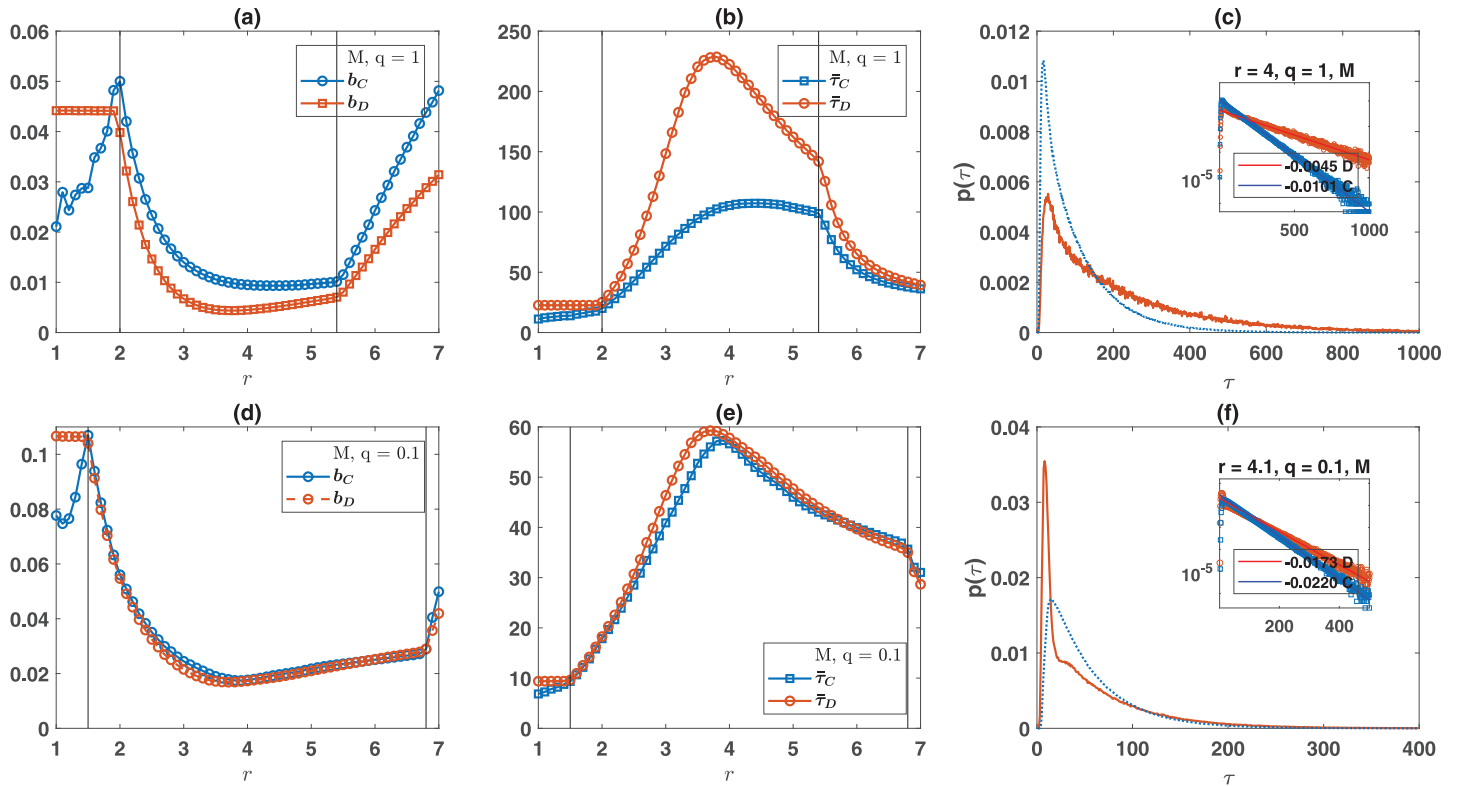 (a)
0.06
0.05
0.04
0.03
0.02
0.01
0
M, q = 1
b_C
b_D
1 2 3 4 5 6 7
r
(b)
250
200
150
100
50
0
M, q = 1
τ̄_C
τ̄_D
1 2 3 4 5 6 7
r
(c)
0.012
0.01
0.008
0.006
0.004
0.002
0
p(τ)
r = 4, q = 1, M
10^-5
-0.0045 D
-0.0101 C
500 1000
0 200 400 600 800 1000
τ
(d)
0.1
0.08
0.06
0.04
0.02
0
M, q = 0.1
b_C
b_D
1 2 3 4 5 6 7
r
(e)
60
50
40
30
20
10
0
M, q = 0.1
τ̄_C
τ̄_D
1 2 3 4 5 6 7
r
(f)
0.04
0.03
0.02
0.01
0
p(τ)
r = 4.1, q = 0.1, M
10^-5
-0.0173 D
-0.0220 C
200 400
0 100 200 300 400
τ